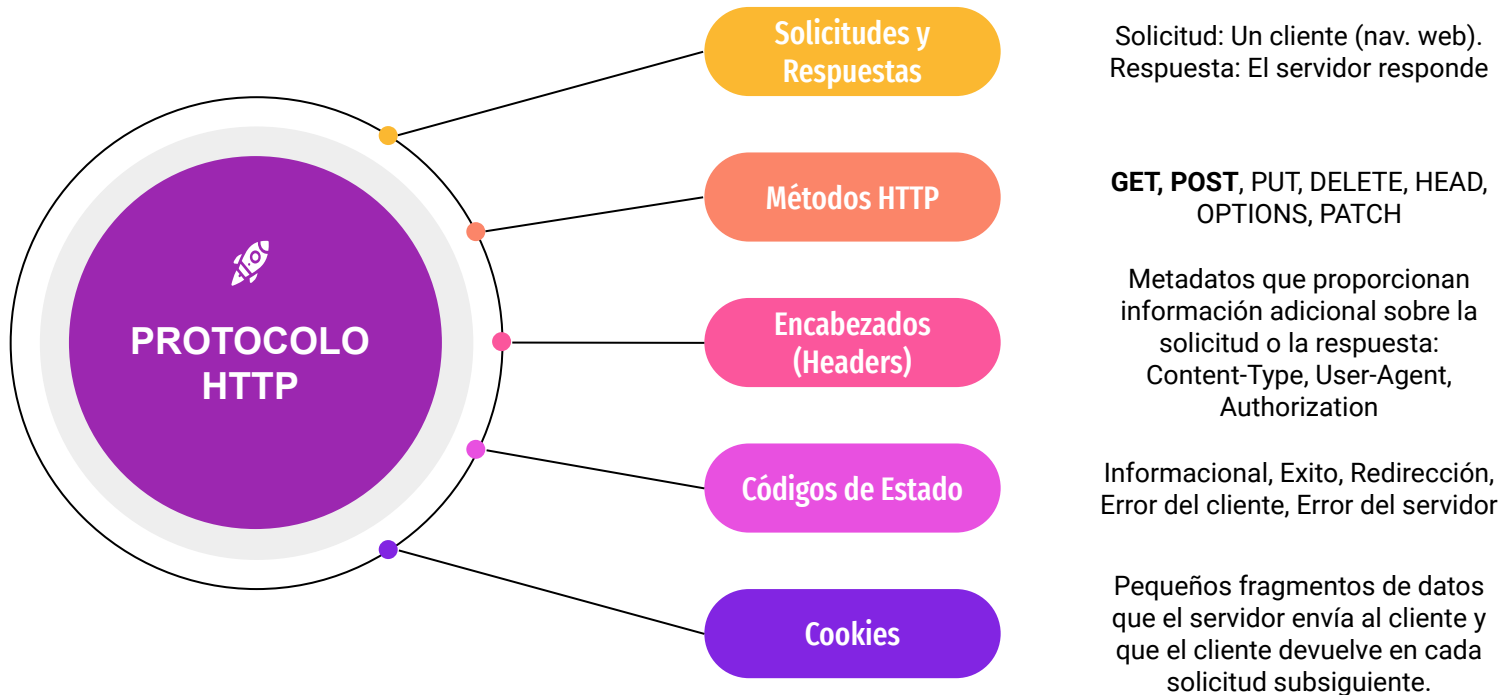 PROTOCOLO
HTTP
Solicitudes y
Respuestas
Solicitud: Un cliente (nav. web).
Respuesta: El servidor responde
Métodos HTTP
GET, POST, PUT, DELETE, HEAD,
OPTIONS, PATCH
Encabezados
(Headers)
Metadatos que proporcionan
información adicional sobre la
solicitud o la respuesta:
Content-Type, User-Agent,
Authorization
Códigos de Estado
Informacional, Exito, Redirección,
Error del cliente, Error del servidor
Cookies
Pequeños fragmentos de datos
que el servidor envía al cliente y
que el cliente devuelve en cada
solicitud subsiguiente.